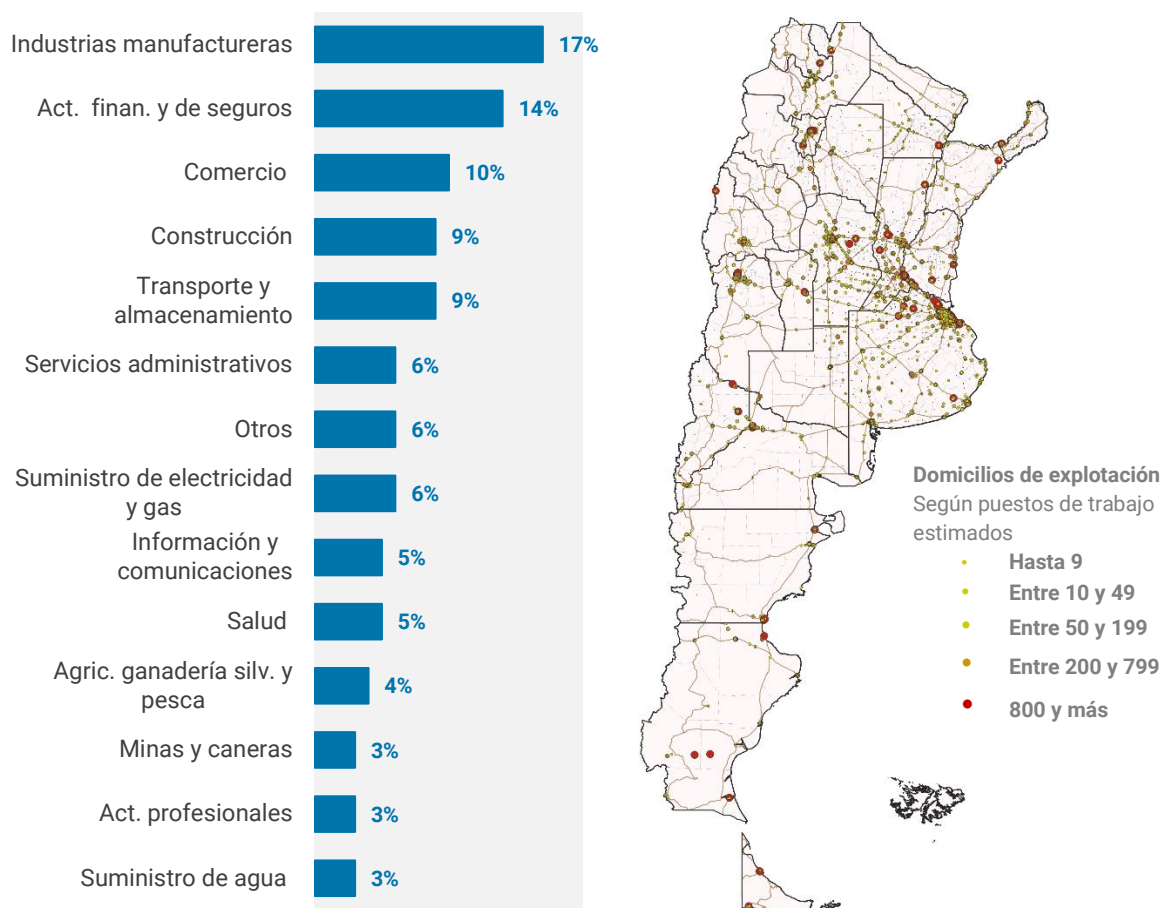 Industrias manufactureras
17%
Act. finan. y de seguros
14%
Comercio
10%
Construcción
9%
Transporte y
almacenamiento
9%
Servicios administrativos
6%
Otros
6%
Suministro de electricidad
y gas
6%
Información y
comunicaciones
5%
Salud
5%
Agric. ganadería silv. y
pesca
4%
Minas y caneras
3%
Act. profesionales
3%
Suministro de agua
3%
Domicilios de explotación
Según puestos de trabajo
estimados
Hasta 9
Entre 10 y 49
Entre 50 y 199
Entre 200 y 799
800 y más